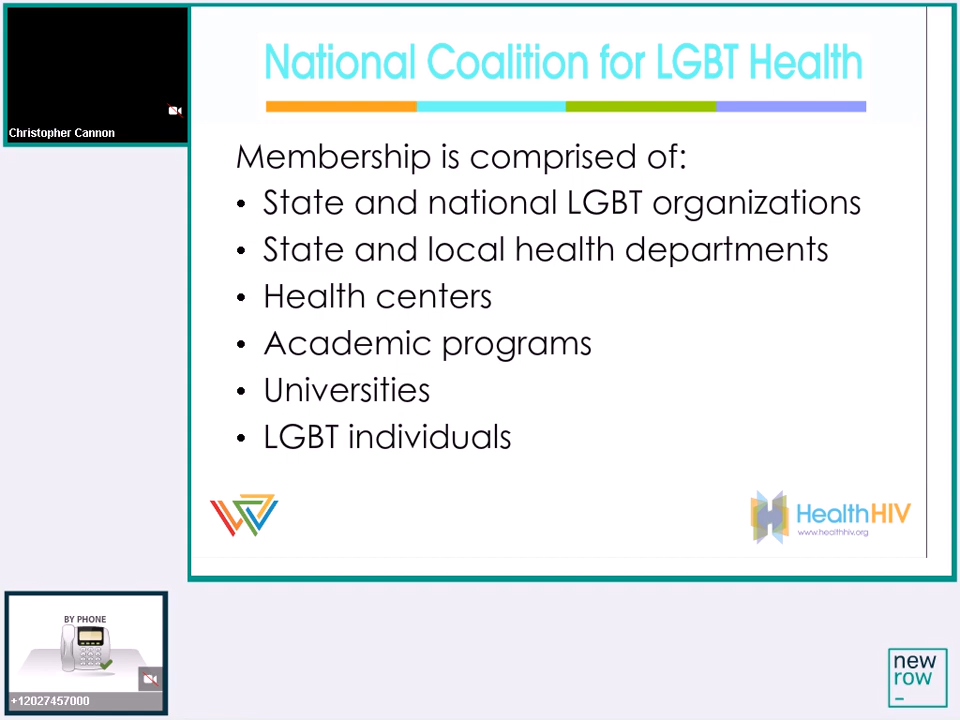 Christopher Cannon
National Coalition for LGBT Health
Membership is comprised of:
• State and national LGBT organizations
• State and local health departments
• Health centers
• Academic programs
• Universities
• LGBT individuals
HealthHIV
www.healthhiv.org
BY PHONE
+12027457000
new
row